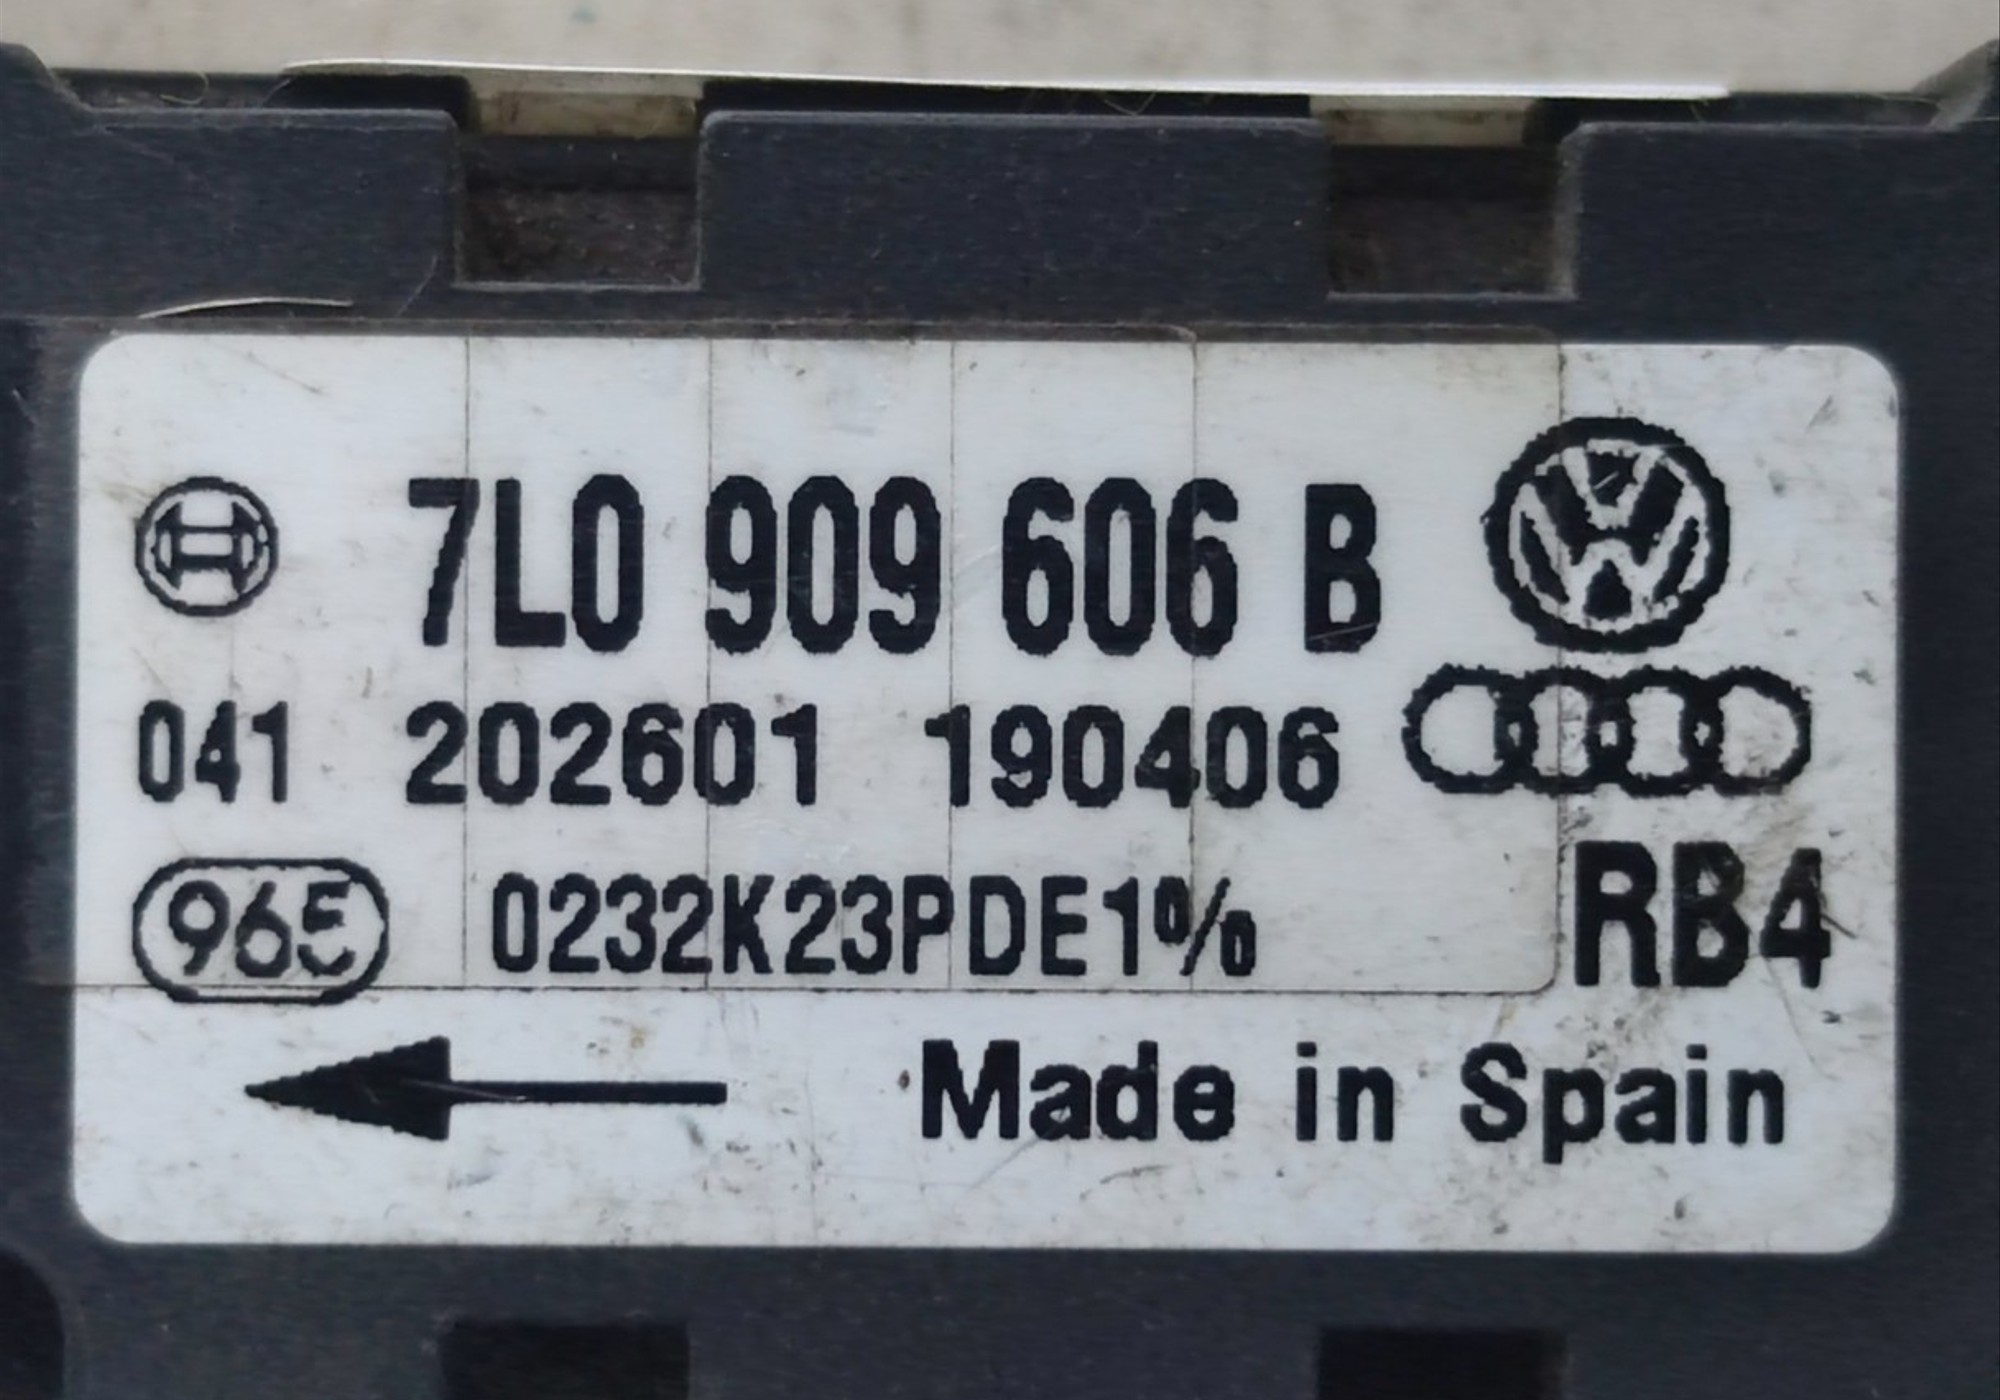 7L0 909 606 B
041 202601 190406
965 0232K23PDE1%
RB4
Made in Spain